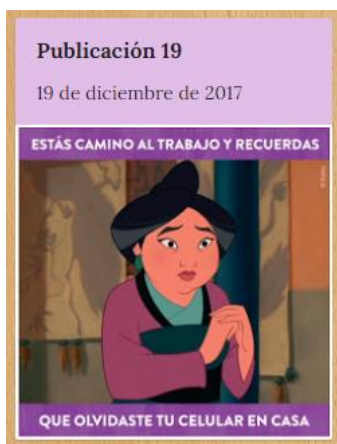 Publicación 19
19 de diciembre de 2017
ESTÁS CAMINO AL TRABAJO Y RECUERDAS
QUE OLVIDASTE TU CELULAR EN CASA